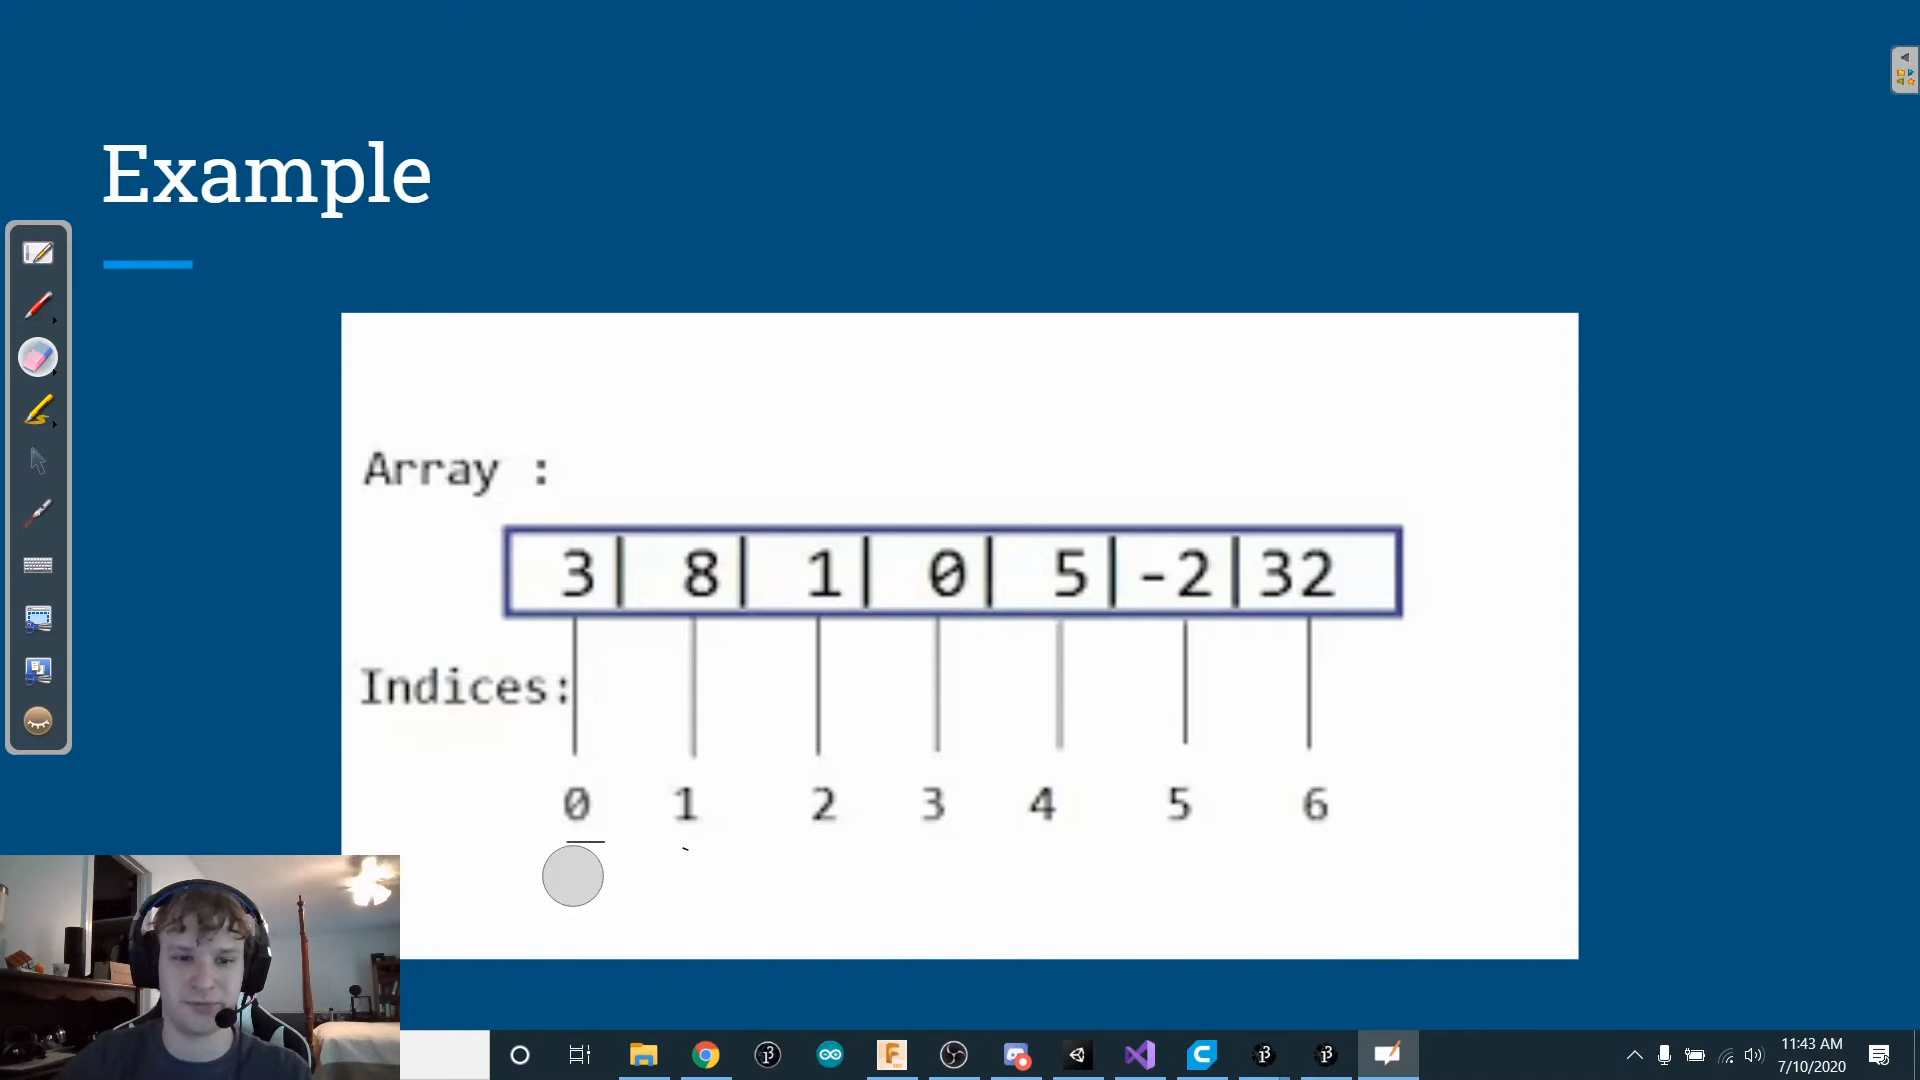 Example
Array :
3| 8| 1| 0| 5| -2| 32
Indices:
0 1 2 3 4 5 6
11:43 AM
7/10/2020